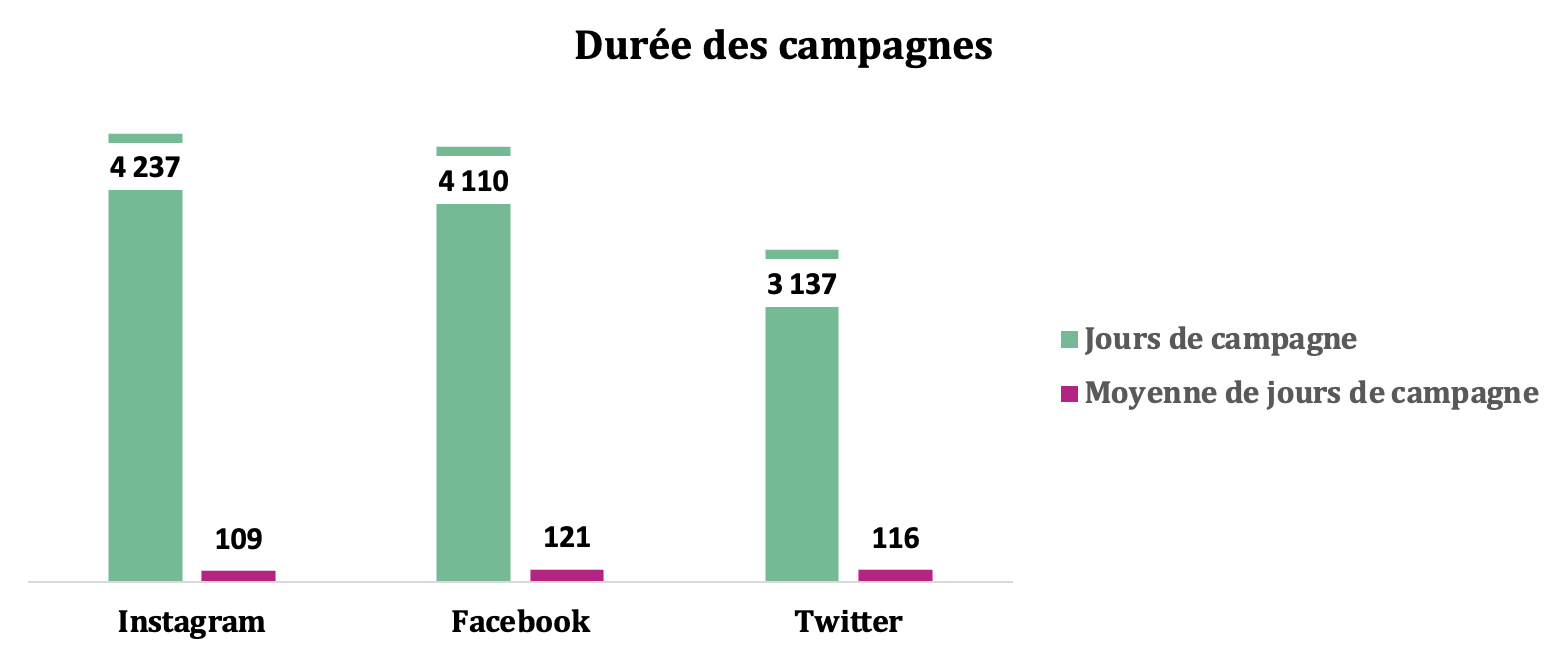 Durée des campagnes
4 237
4 110
3 137
109
121
116
Instagram
Facebook
Twitter
Jours de campagne
Moyenne de jours de campagne